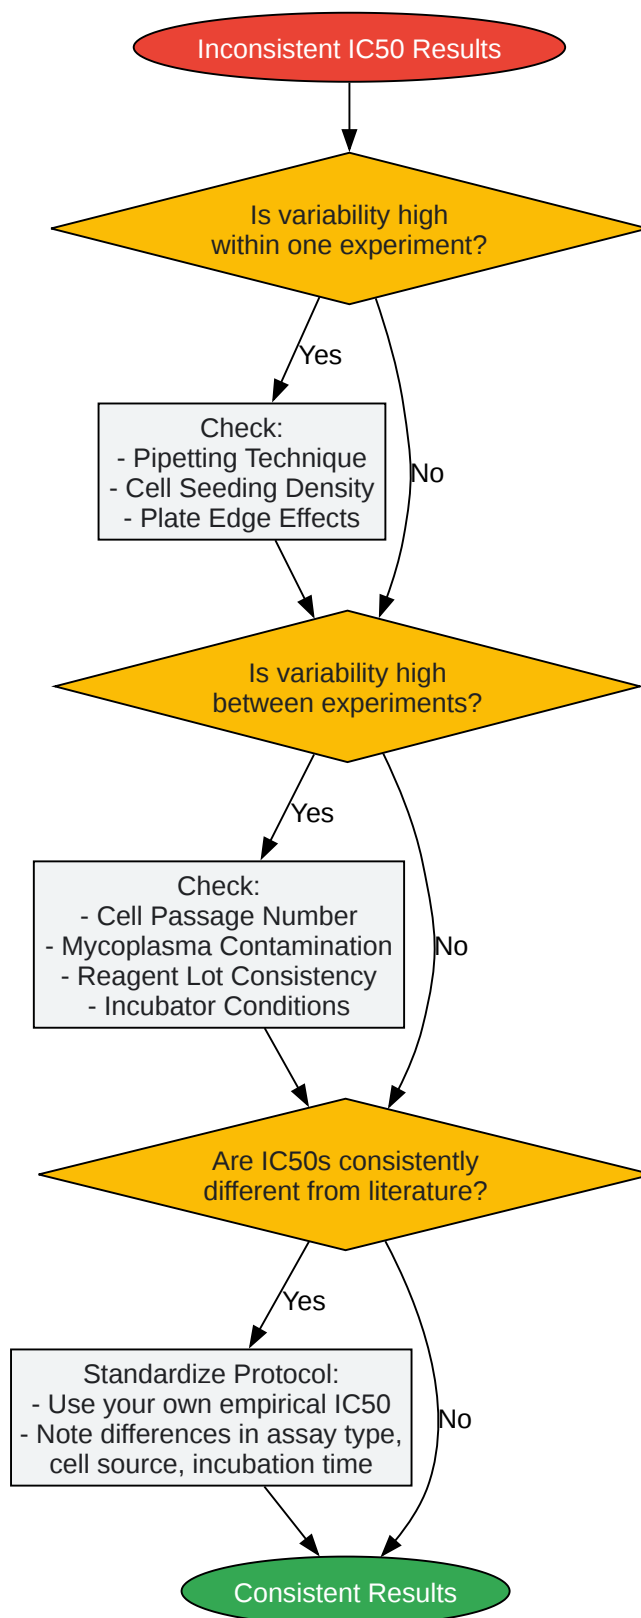 Inconsistent IC50 Results
Is variability high
within one experiment?
Yes
Check:
- Pipetting Technique
- Cell Seeding Density
- Plate Edge Effects
No
Is variability high
between experiments?
Yes
Check:
- Cell Passage Number
- Mycoplasma Contamination
- Reagent Lot Consistency
- Incubator Conditions
No
Are IC50s consistently
different from literature?
Yes
Standardize Protocol:
- Use your own empirical IC50
- Note differences in assay type,
cell source, incubation time
No
Consistent Results